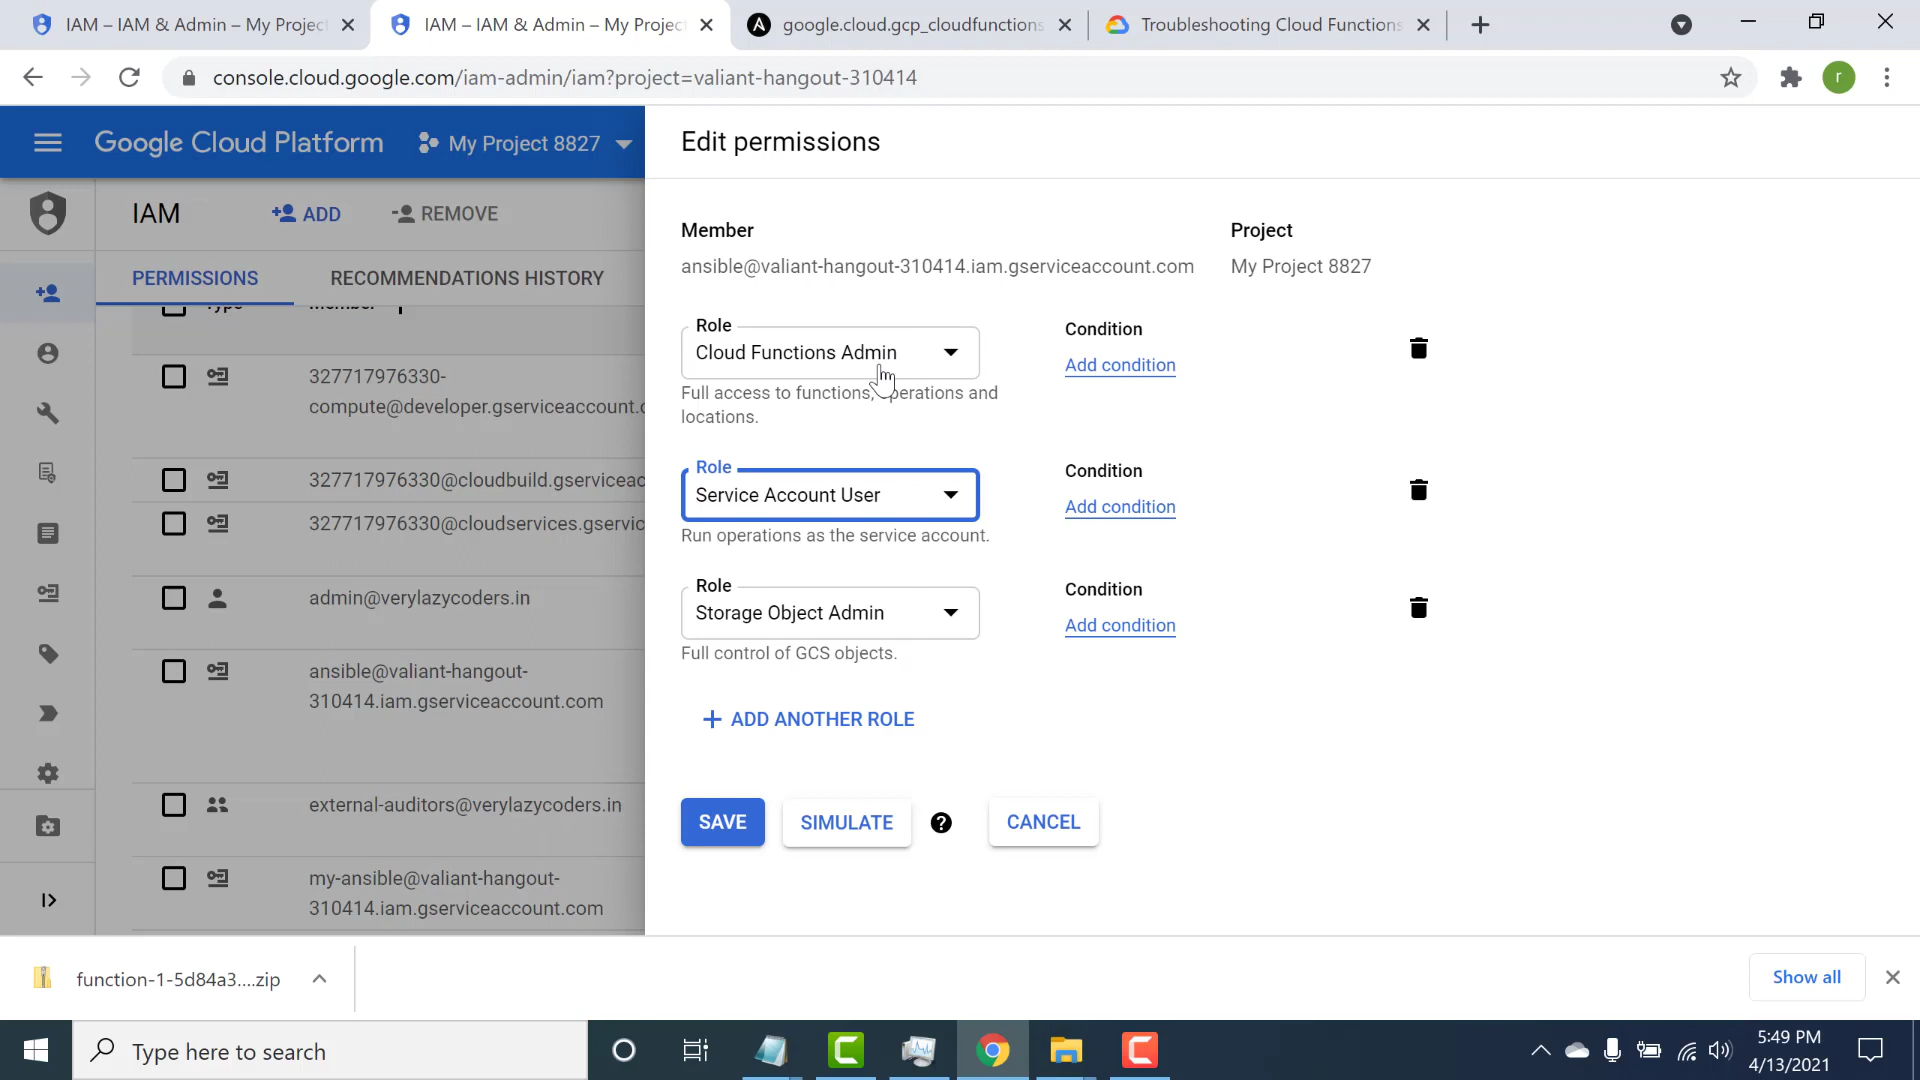 IAM – IAM & Admin – My Project
IAM – IAM & Admin – My Project
google.cloud.gcp_cloudfunctions
Troubleshooting Cloud Functions
console.cloud.google.com/iam-admin/iam?project=valiant-hangout-310414
r
Google Cloud Platform
My Project 8827
IAM
ADD
REMOVE
PERMISSIONS
RECOMMENDATIONS HISTORY
Type
Member
327717976330-
compute@developer.gserviceaccount.c
327717976330@cloudbuild.gserviceac
327717976330@cloudservices.gservic
admin@verylazycoders.in
ansible@valiant-hangout-
310414.iam.gserviceaccount.com
external-auditors@verylazycoders.in
my-ansible@valiant-hangout-
310414.iam.gserviceaccount.com
Edit permissions
Member
Project
ansible@valiant-hangout-310414.iam.gserviceaccount.com
My Project 8827
Role
Cloud Functions Admin
Full access to functions, operations and
locations.
Condition
Add condition
Role
Service Account User
Run operations as the service account.
Condition
Add condition
Role
Storage Object Admin
Full control of GCS objects.
Condition
Add condition
+ ADD ANOTHER ROLE
SAVE
SIMULATE
?
CANCEL
function-1-5d84a3....zip
Show all
Type here to search
5:49 PM
4/13/2021